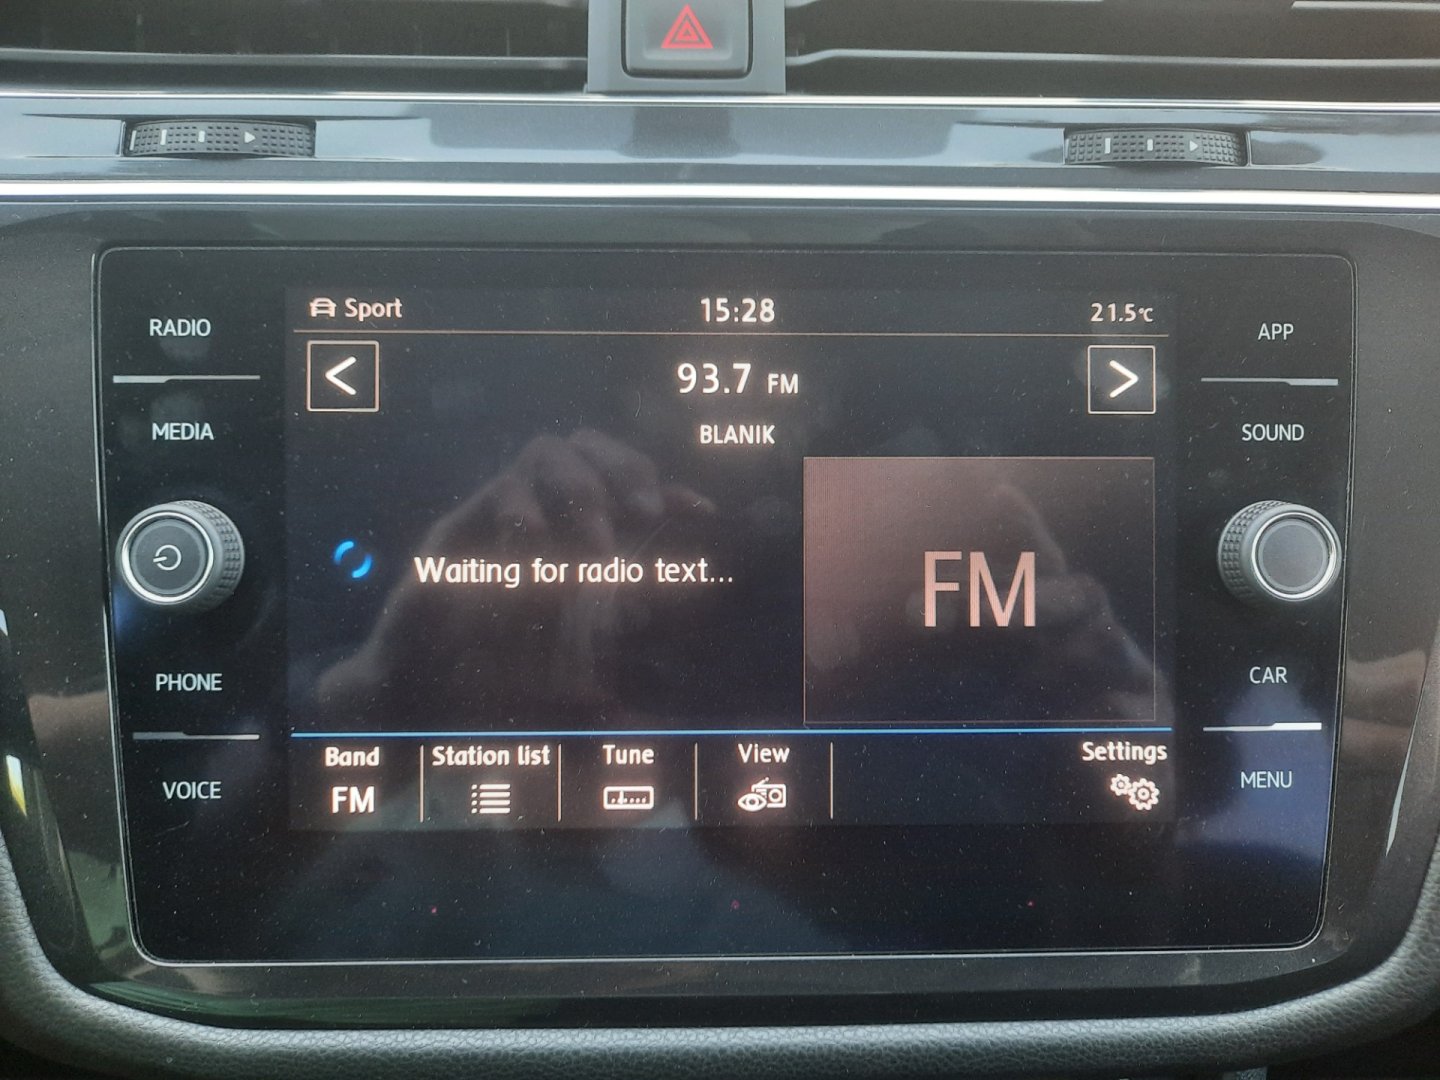 RADIO
MEDIA
PHONE
VOICE
Sport
15:28
21.5°C
<
93.7 FM
>
BLANIK
Waiting for radio text...
FM
Band
FM
Station list
Tune
View
Settings
APP
SOUND
CAR
MENU